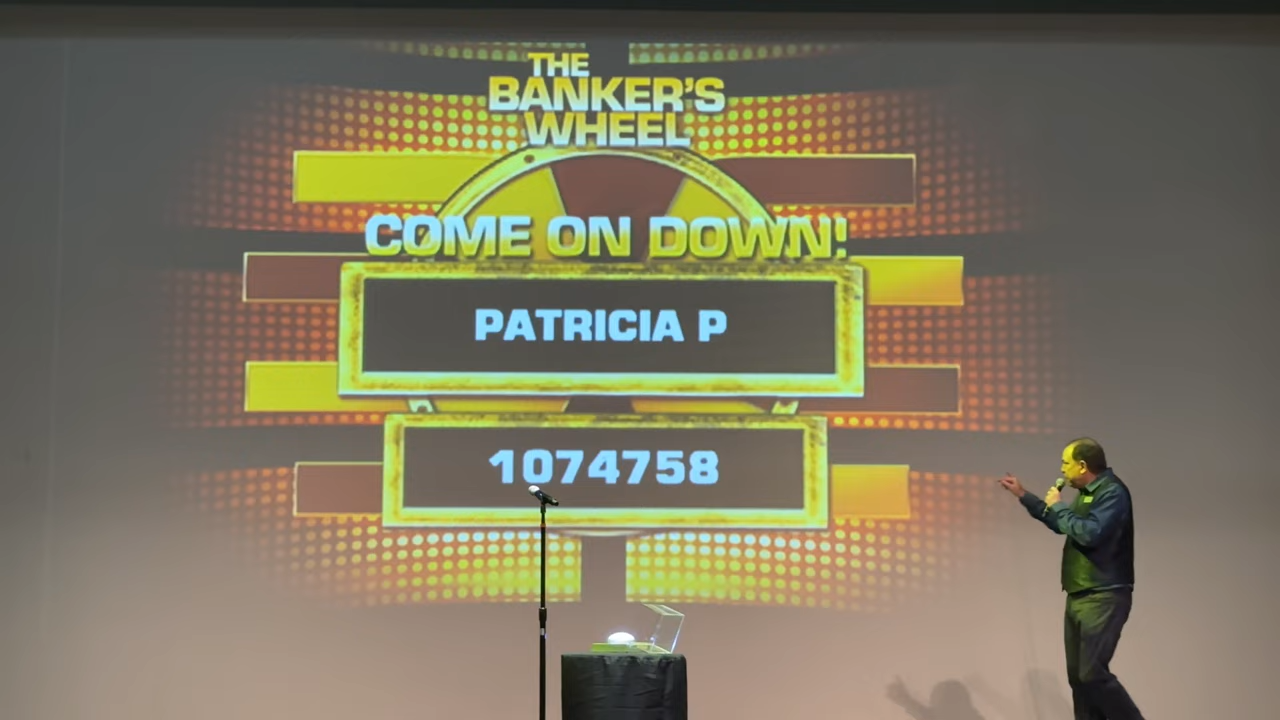 THE
BANKER'S
WHEEL
COME ON DOWN!
PATRICIA P
1074758